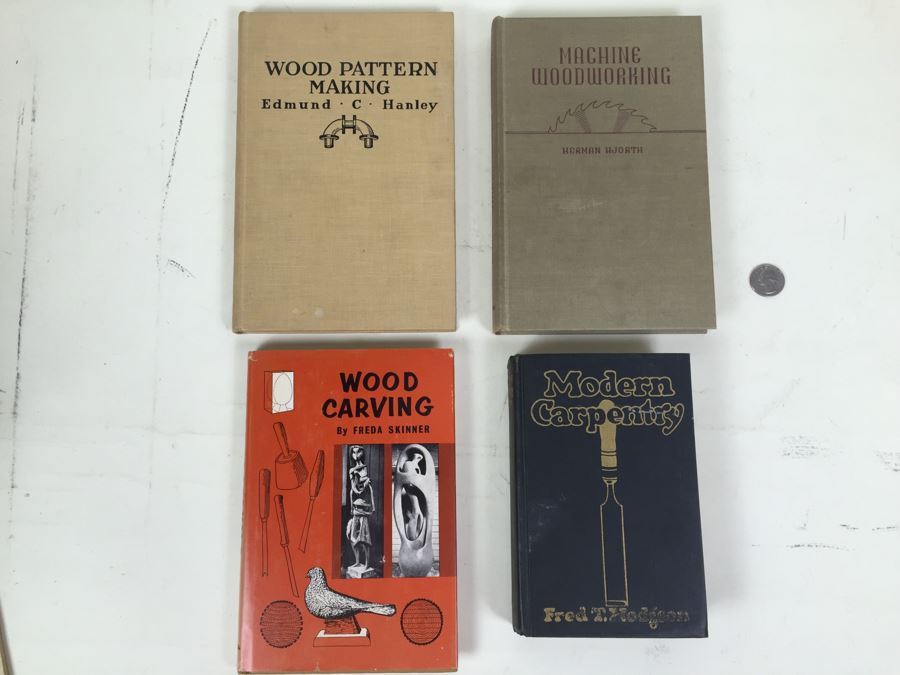 WOOD PATTERN
MAKING
Edmund · C · Hanley
MACHINE
WOODWORKING
HERMAN HJORTH
WOOD
CARVING
By FREDA SKINNER
Modern
Carpentry
Fred T. Hodgson